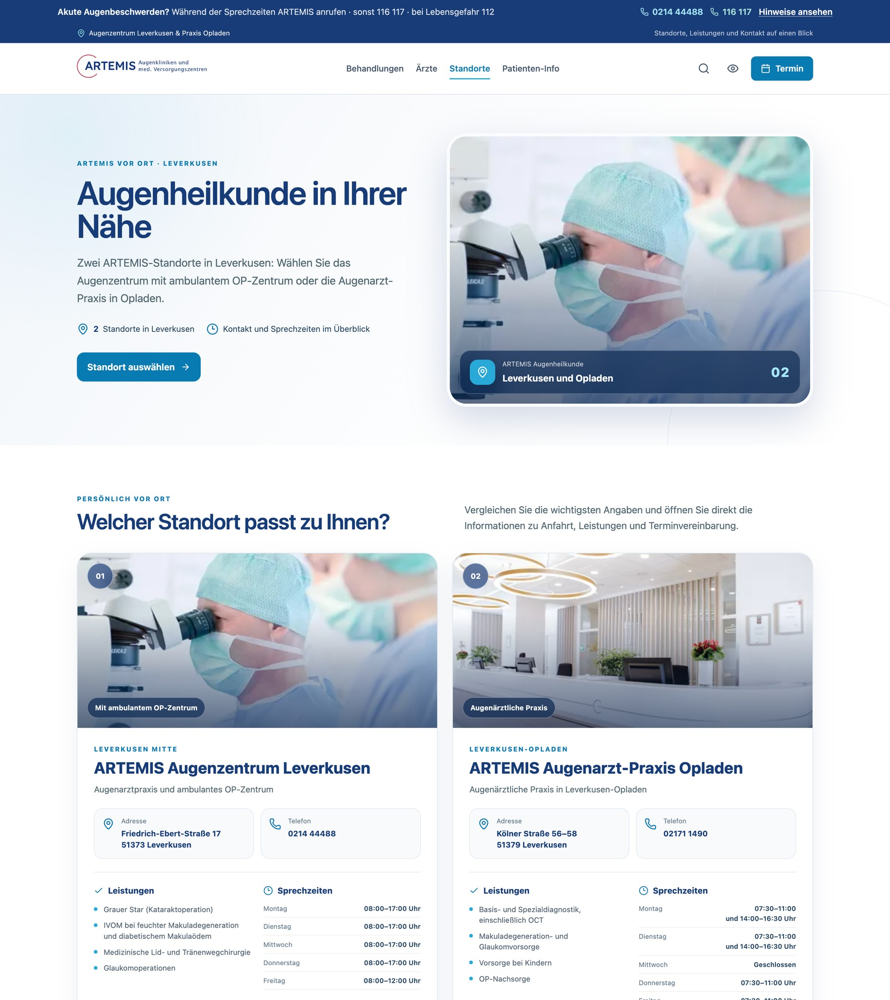 Akute Augenbeschwerden? Während der Sprechzeiten ARTEMIS anrufen · sonst 116 117 · bei Lebensgefahr 112
0214 44488 116 117 Hinweise ansehen
Augenzentrum Leverkusen & Praxis Opladen
Standorte, Leistungen und Kontakt auf einen Blick
ARTEMIS Augenkliniken und
med. Versorgungszentren
Behandlungen Ärzte Standorte Patienten-Info
Termin
ARTEMIS VOR ORT · LEVERKUSEN
Augenheilkunde in Ihrer
Nähe
Zwei ARTEMIS-Standorte in Leverkusen: Wählen Sie das
Augenzentrum mit ambulantem OP-Zentrum oder die Augenarzt-
Praxis in Opladen.
2 Standorte in Leverkusen Kontakt und Sprechzeiten im Überblick
Standort auswählen
LEICA 2
ARTEMIS Augenheilkunde
Leverkusen und Opladen
02
PERSÖNLICH VOR ORT
Welcher Standort passt zu Ihnen?
Vergleichen Sie die wichtigsten Angaben und öffnen Sie direkt die
Informationen zu Anfahrt, Leistungen und Terminvereinbarung.
01
LEICA 2
Mit ambulantem OP-Zentrum
LEVERKUSEN MITTE
ARTEMIS Augenzentrum Leverkusen
Augenarztpraxis und ambulantes OP-Zentrum
Adresse
Friedrich-Ebert-Straße 17
51373 Leverkusen
Telefon
0214 44488
Leistungen
Grauer Star (Kataraktoperation)
IVOM bei feuchter Makuladegeneration
und diabetischem Makulaödem
Medizinische Lid- und Tränenwegchirurgie
Glaukomoperationen
Sprechzeiten
Montag 08:00–17:00 Uhr
Dienstag 08:00–17:00 Uhr
Mittwoch 08:00–17:00 Uhr
Donnerstag 08:00–17:00 Uhr
Freitag 08:00–12:00 Uhr
02
Augenärztliche Praxis
LEVERKUSEN-OPLADEN
ARTEMIS Augenarzt-Praxis Opladen
Augenärztliche Praxis in Leverkusen-Opladen
Adresse
Kölner Straße 56–58
51379 Leverkusen
Telefon
02171 1490
Leistungen
Basis- und Spezialdiagnostik,
einschließlich OCT
Makuladegeneration- und
Glaukomvorsorge
Vorsorge bei Kindern
OP-Nachsorge
Sprechzeiten
Montag 07:30–11:00
und 14:00–16:30 Uhr
Dienstag 07:30–11:00
und 14:00–16:30 Uhr
Mittwoch Geschlossen
Donnerstag 07:30–11:00 Uhr
Freitag 07:30–11:00 Uhr